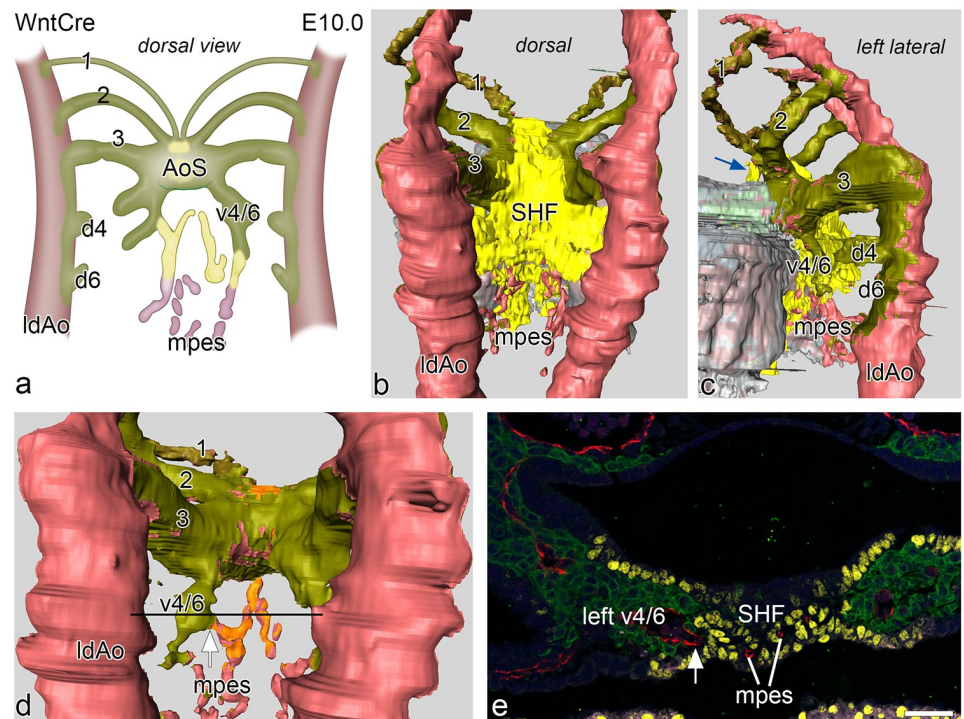 WntCre
dorsal view
E10.0
1
2
3
AoS
d4
v4/6
d6
ldAo
mpes
a
dorsal
1
2
3
SHF
mpes
ldAo
b
left lateral
1
2
3
v4/6
d4
d6
mpes
ldAo
c
1
2
3
v4/6
ldAo
mpes
d
left v4/6
SHF
mpes
e